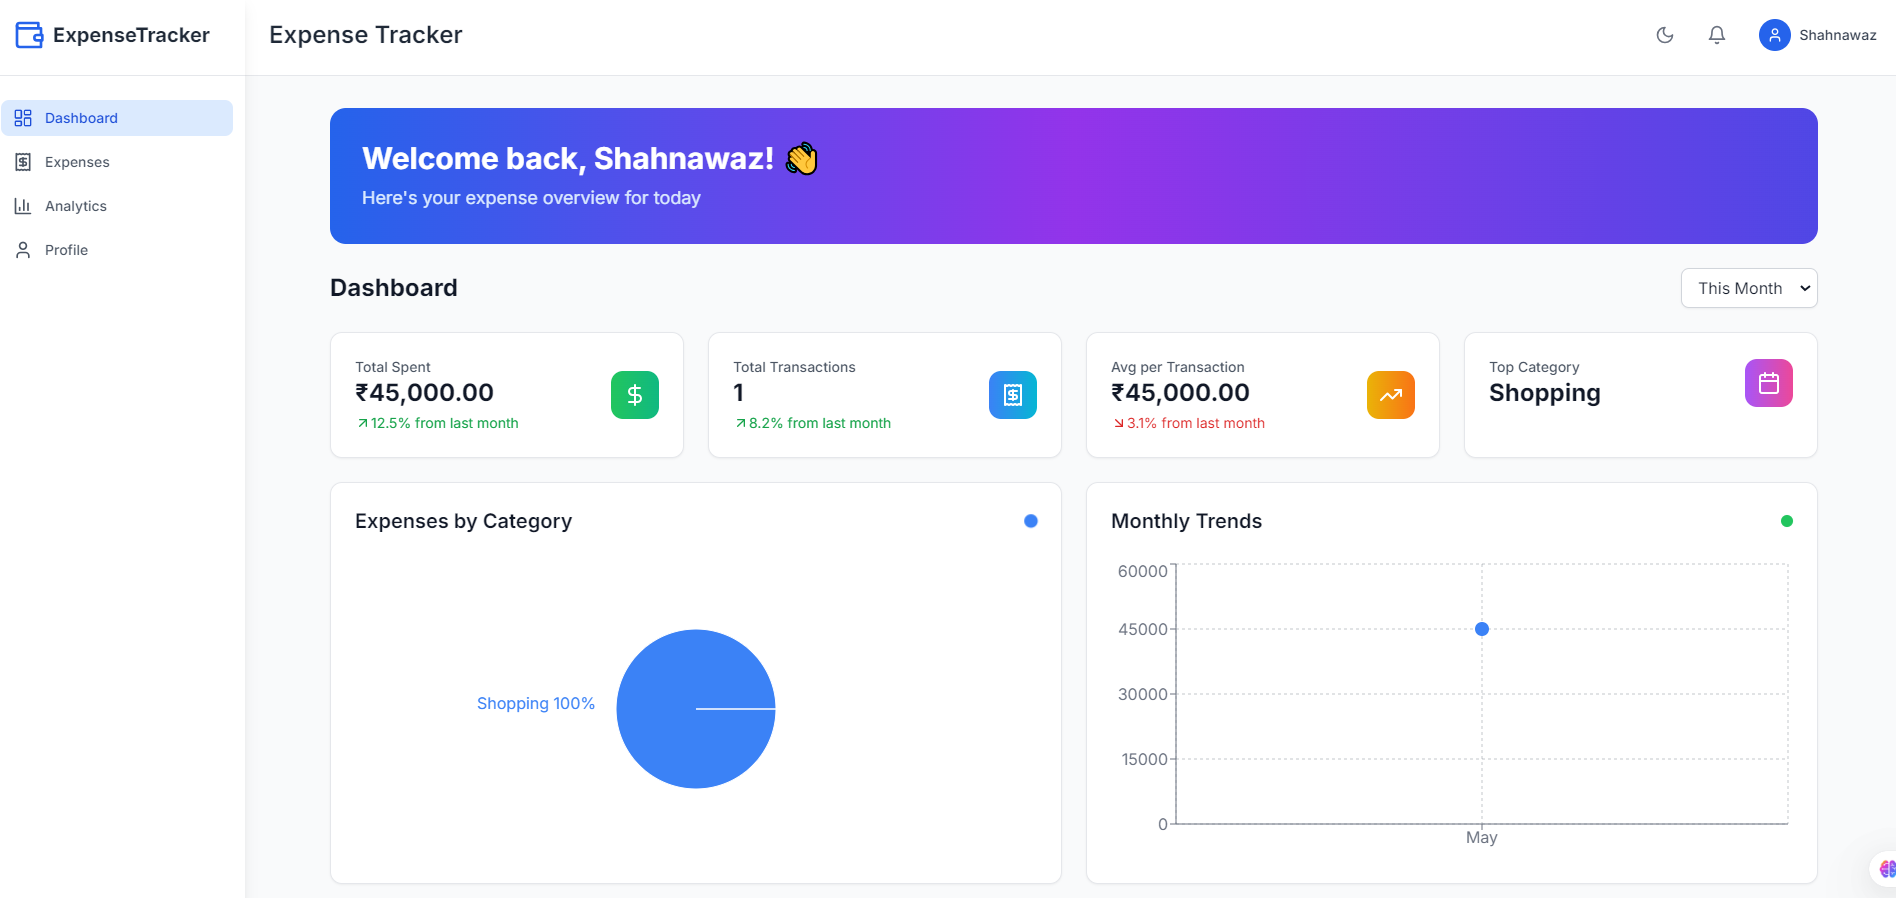 ExpenseTracker
Expense Tracker
Shahnawaz
Dashboard
Expenses
Analytics
Profile
Welcome back, Shahnawaz! 👋
Here's your expense overview for today
Dashboard
This Month
Total Spent
₹45,000.00
12.5% from last month
Total Transactions
1
8.2% from last month
Avg per Transaction
₹45,000.00
3.1% from last month
Top Category
Shopping
Expenses by Category
Shopping 100%
Monthly Trends
60000
45000
30000
15000
0
May